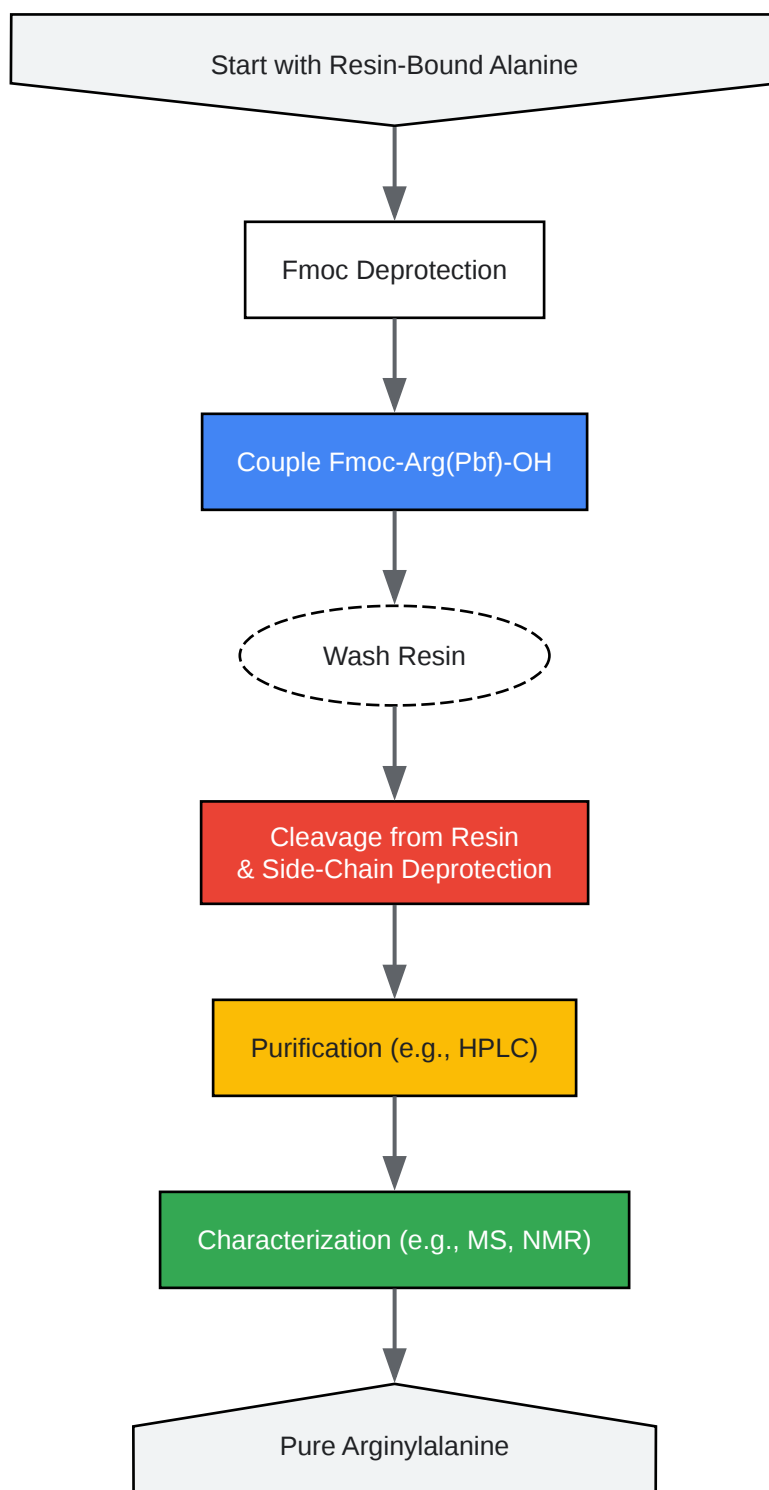 Start with Resin-Bound Alanine
Fmoc Deprotection
Couple Fmoc-Arg(Pbf)-OH
Wash Resin
Cleavage from Resin
& Side-Chain Deprotection
Purification (e.g., HPLC)
Characterization (e.g., MS, NMR)
Pure Arginylalanine